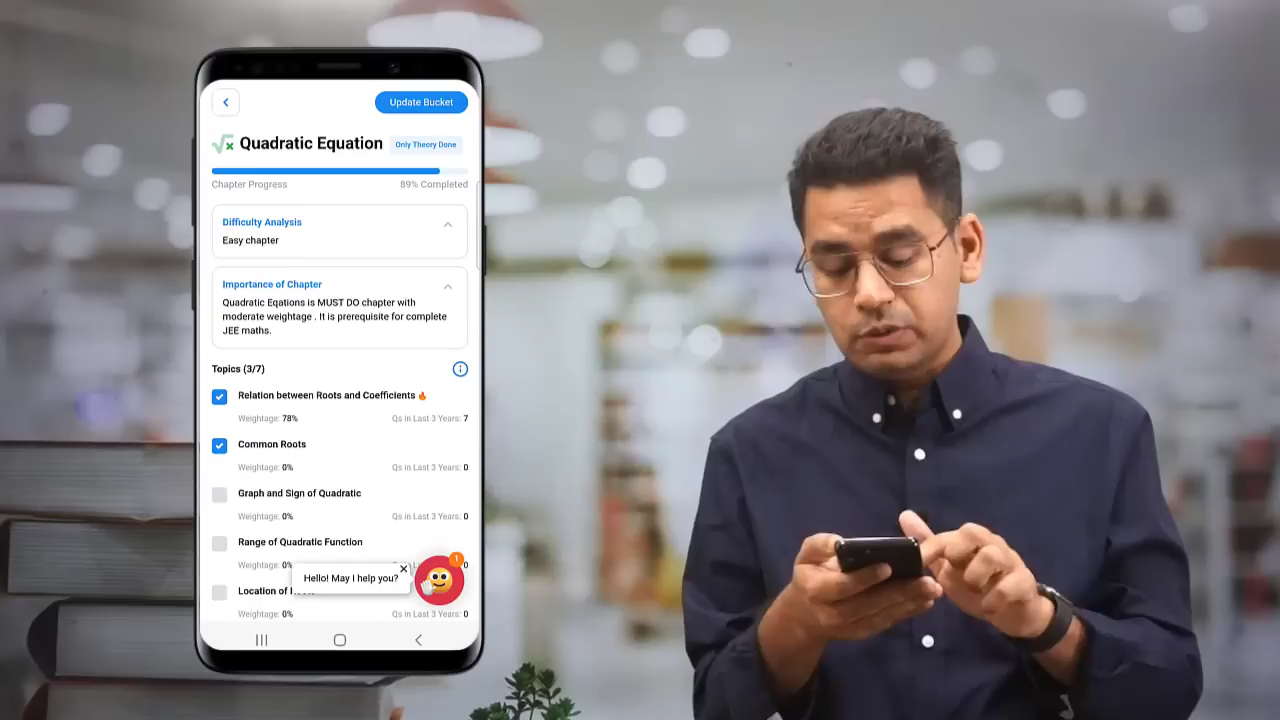 Update Bucket
Quadratic Equation
Only Theory Done
Chapter Progress
89% Completed
Difficulty Analysis
Easy chapter
Importance of Chapter
Quadratic Eqations is MUST DO chapter with
moderate weightage . It is prerequisite for complete
JEE maths.
Topics (3/7)
Relation between Roots and Coefficients 🔥
Weightage: 78%
Qs in Last 3 Years: 7
Common Roots
Weightage: 0%
Qs in Last 3 Years: 0
Graph and Sign of Quadratic
Weightage: 0%
Qs in Last 3 Years: 0
Range of Quadratic Function
Weightage: 0%
1
Hello! May I help you?
Location of
Weightage: 0%
Qs in Last 3 Years: 0